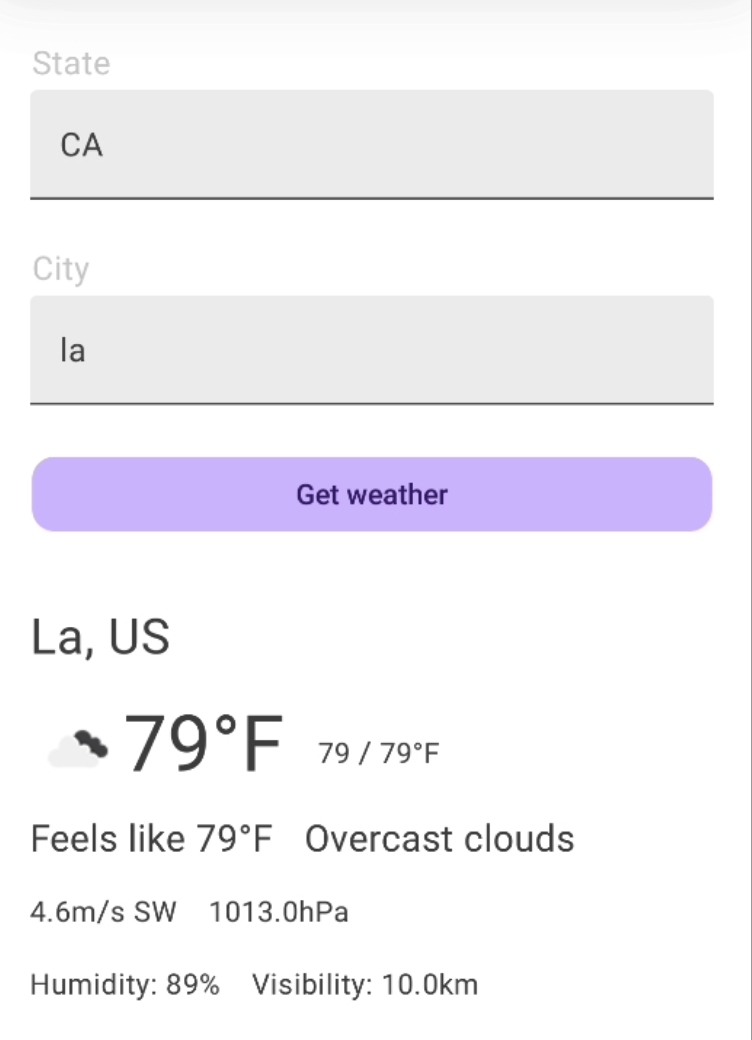 State
CA
City
la
Get weather
La, US
79°F 79 / 79°F
Feels like 79°F Overcast clouds
4.6m/s SW 1013.0hPa
Humidity: 89% Visibility: 10.0km